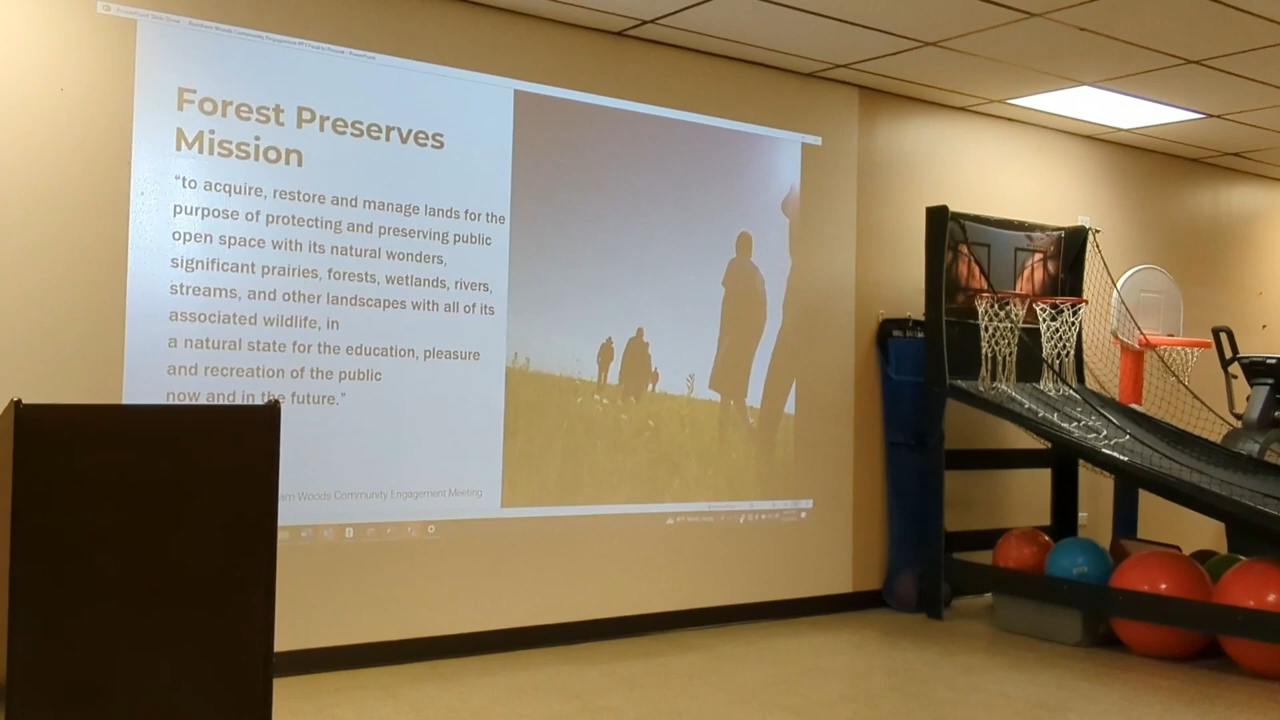 Forest Preserves
Mission
“to acquire, restore and manage lands for the
purpose of protecting and preserving public
open space with its natural wonders,
significant prairies, forests, wetlands, rivers,
streams, and other landscapes with all of its
associated wildlife, in
a natural state for the education, pleasure
and recreation of the public
now and in the future.”
am Woods Community Engagement Meeting